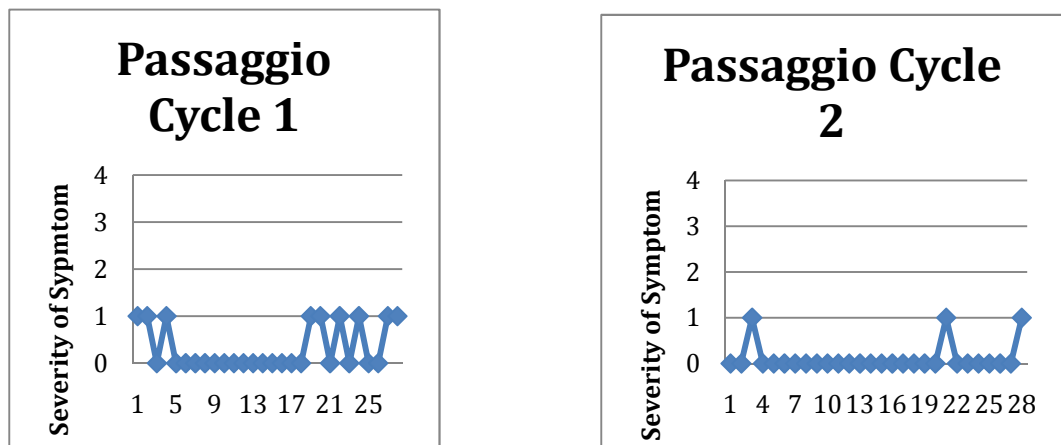 Passaggio
Cycle 1
4
3
2
1
0
Severity of Sypmtom
1 5 9 13 17 21 25
Passaggio Cycle
2
4
3
2
1
0
Severity of Symptom
1 4 7 10 13 16 19 22 25 28